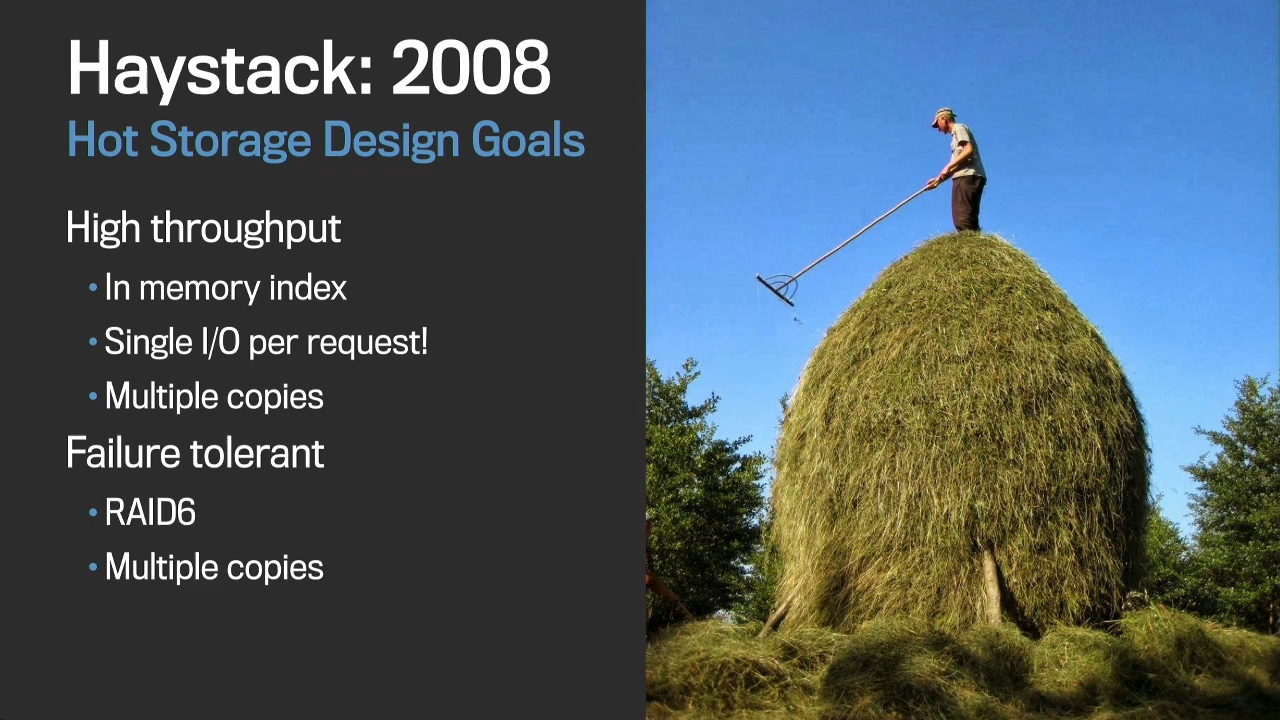 Haystack: 2008
Hot Storage Design Goals
High throughput
• In memory index
• Single I/O per request!
• Multiple copies
Failure tolerant
• RAID6
• Multiple copies